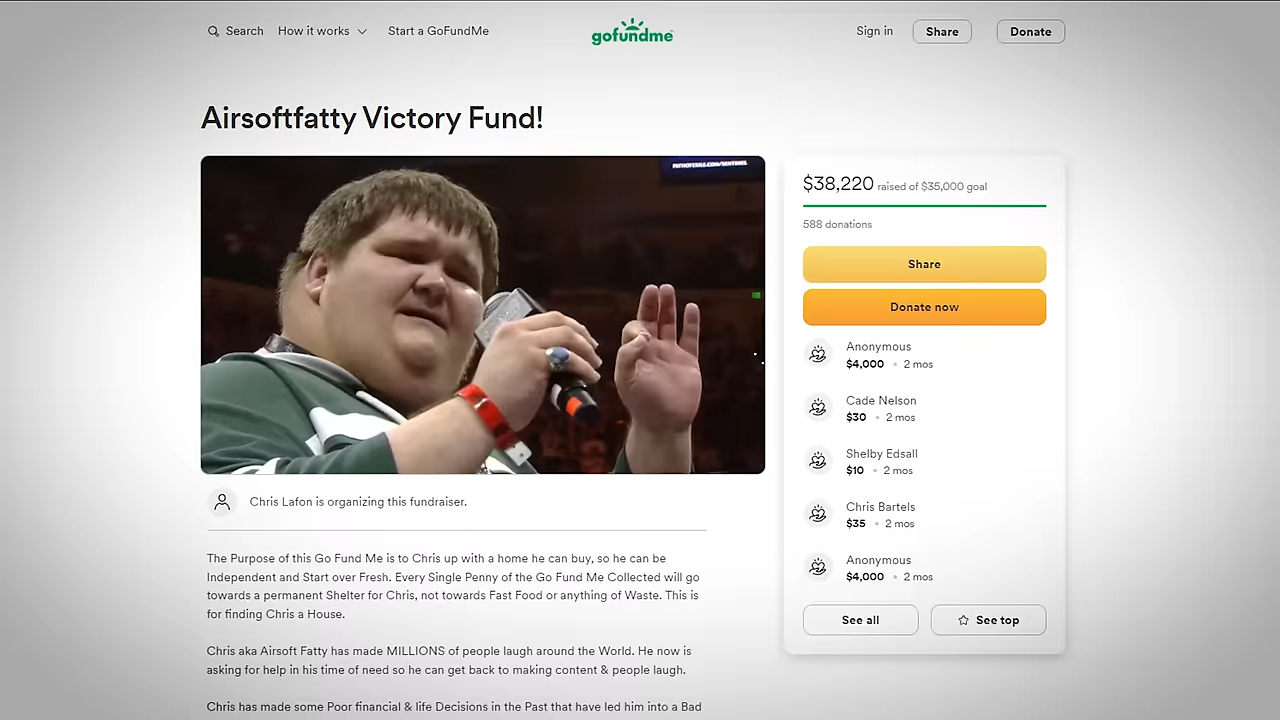 Search
How it works
Start a GoFundMe
gofundme
Sign in
Share
Donate
Airsoftfatty Victory Fund!
PATHOFEXILE.COM/SENTINEL
$38,220 raised of $35,000 goal
588 donations
Share
Donate now
Anonymous
$4,000 • 2 mos
Cade Nelson
$30 • 2 mos
Shelby Edsall
$10 • 2 mos
Chris Bartels
$35 • 2 mos
Anonymous
$4,000 • 2 mos
See all
See top
Chris Lafon is organizing this fundraiser.
The Purpose of this Go Fund Me is to Chris up with a home he can buy, so he can be
Independent and Start over Fresh. Every Single Penny of the Go Fund Me Collected will go
towards a permanent Shelter for Chris, not towards Fast Food or anything of Waste. This is
for finding Chris a House.
Chris aka Airsoft Fatty has made MILLIONS of people laugh around the World. He now is
asking for help in his time of need so he can get back to making content & people laugh.
Chris has made some Poor financial & life Decisions in the Past that have led him into a Bad